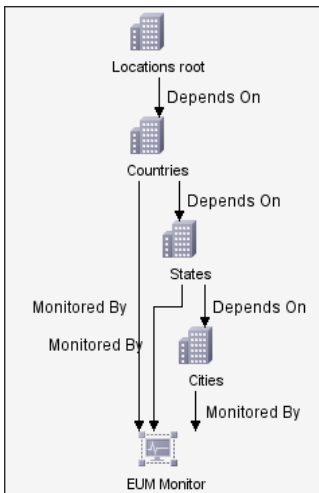 Locations root
Depends On
Countries
Depends On
States
Monitored By
Depends On
Monitored By
Cities
Monitored By
EUM Monitor